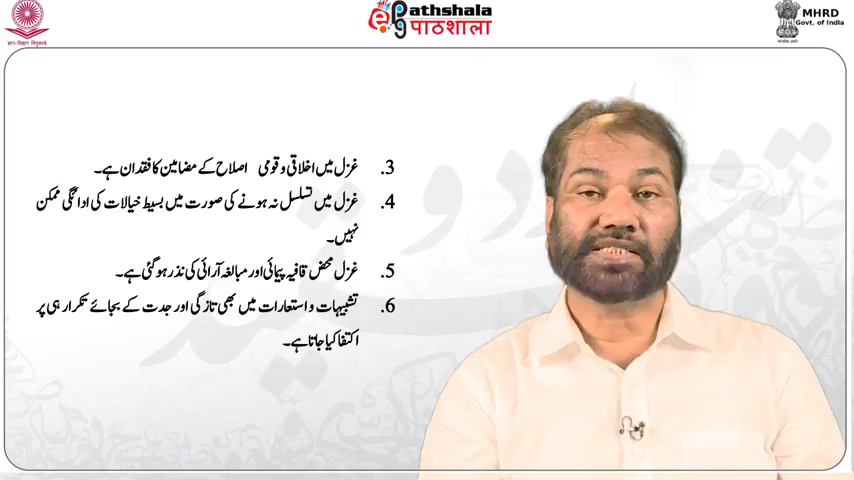 ज्ञान-विज्ञान विमुक्तये
ePathshala
पाठशाला
MHRD
Govt. of India
3. غزل میں اخلاقی و قومی اصلاح کے مضامین کا فقدان ہے۔
4. غزل میں تسلسل نہ ہونے کی صورت میں بسیط خیالات کی ادائگی ممکن
نہیں۔
5. غزل محض قافیہ پیمائی اور مبالغہ آرائی کی نذر ہوگئی ہے۔
6. تشبیہات و استعارات میں بھی تازگی اور جدت کے بجائے تکرار ہی پر
اکتفا کیا جاتا ہے۔